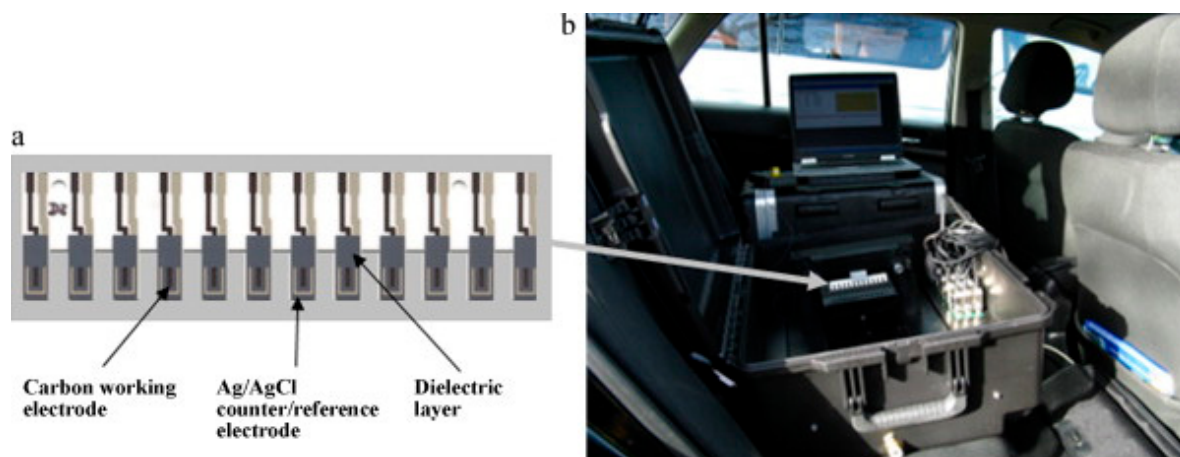 a
b
Carbon working
electrode
Ag/AgCl
counter/reference
electrode
Dielectric
layer